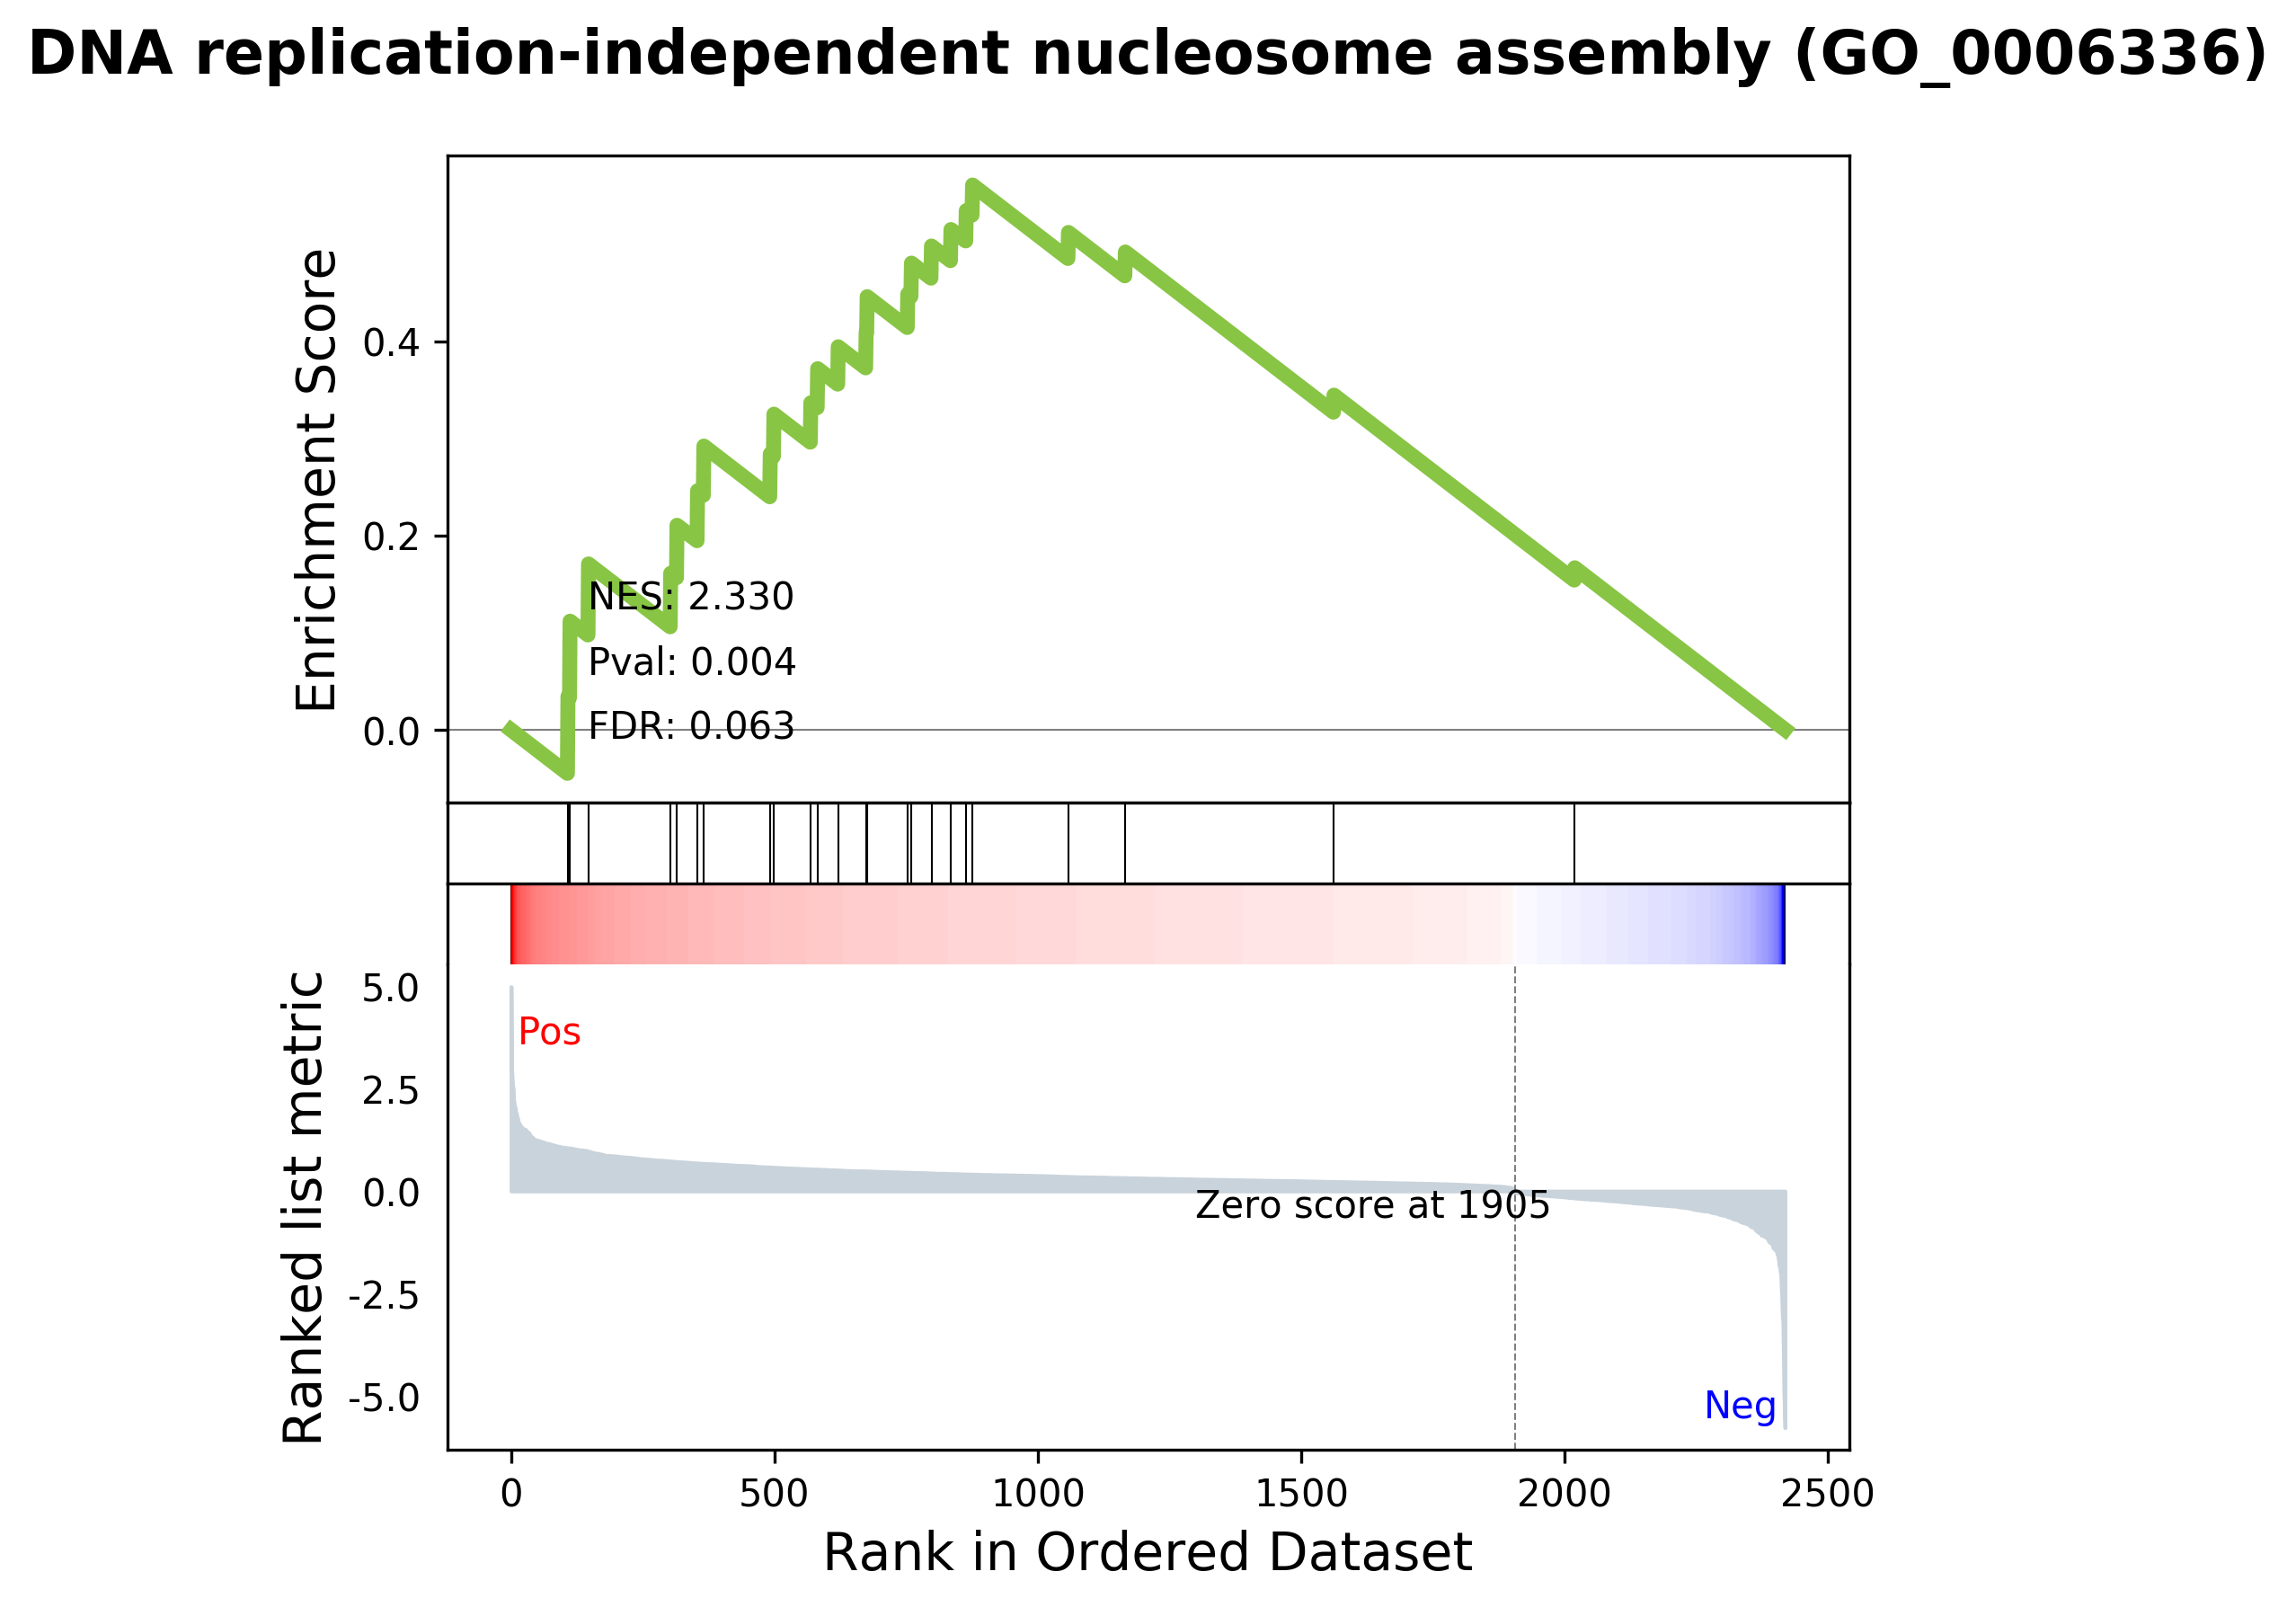 DNA replication-independent nucleosome assembly (GO_0006336)
Enrichment Score
0.4
0.2
0.0
NES: 2.330
Pval: 0.004
FDR: 0.063
Ranked list metric
5.0
2.5
0.0
-2.5
-5.0
Pos
Zero score at 1905
Neg
0 500 1000 1500 2000 2500
Rank in Ordered Dataset